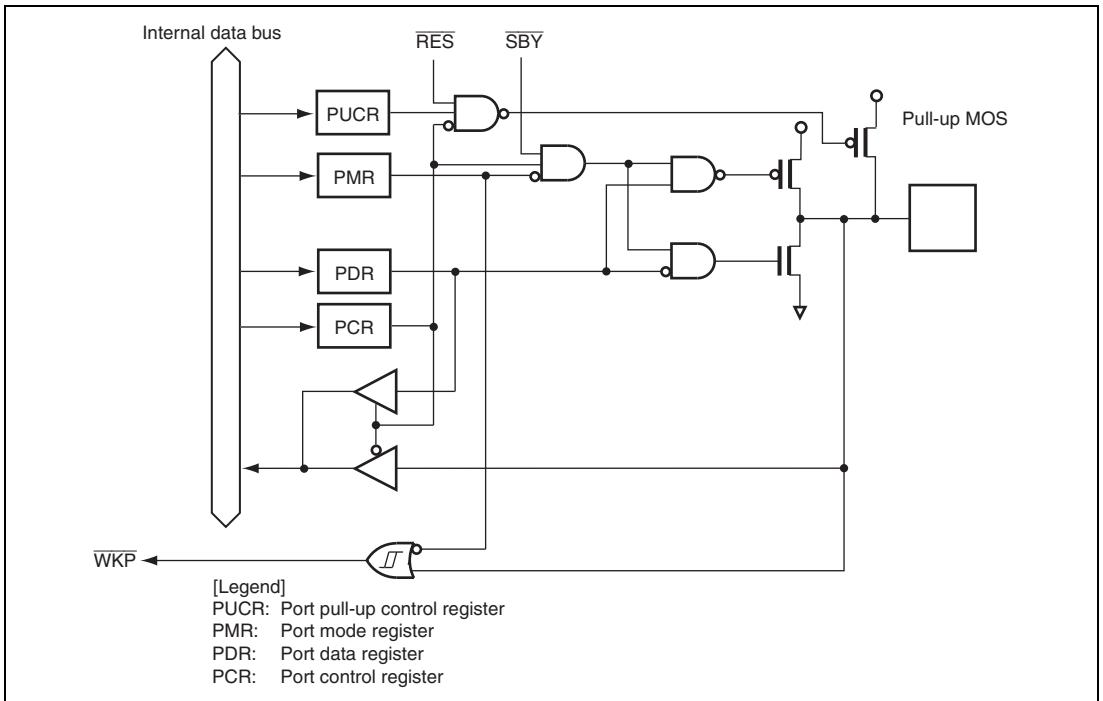 Internal data bus
RES
SBY
PUCR
Pull-up MOS
PMR
PDR
PCR
WKP
[Legend]
PUCR: Port pull-up control register
PMR: Port mode register
PDR: Port data register
PCR: Port control register